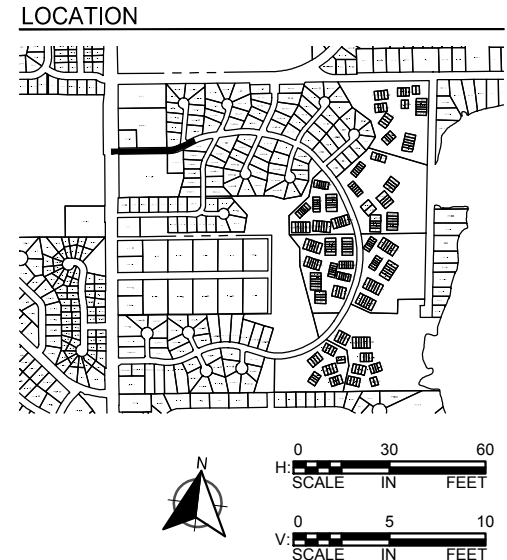 LOCATION
N
0 30 60
H:
SCALE IN FEET
0 5 10
V:
SCALE IN FEET